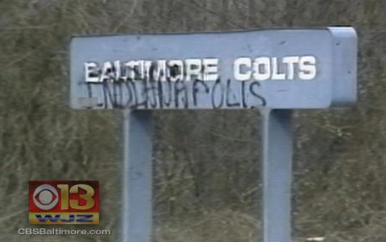 BALTIMORE COLTS
INDIANAPOLIS
13
WJZ
CBSBaltimore.com